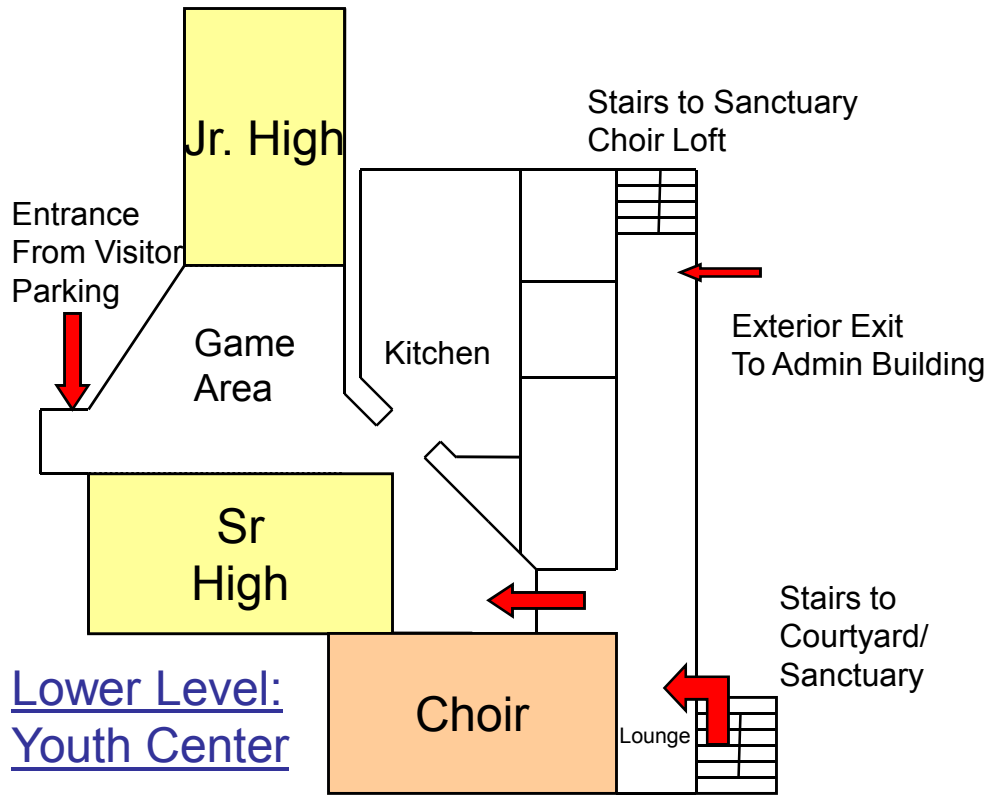 Jr. High
Stairs to Sanctuary
Choir Loft
Entrance
From Visitor
Parking
Game
Area
Kitchen
Exterior Exit
To Admin Building
Sr
High
Stairs to
Courtyard/
Sanctuary
Lower Level:
Youth Center
Choir
Lounge